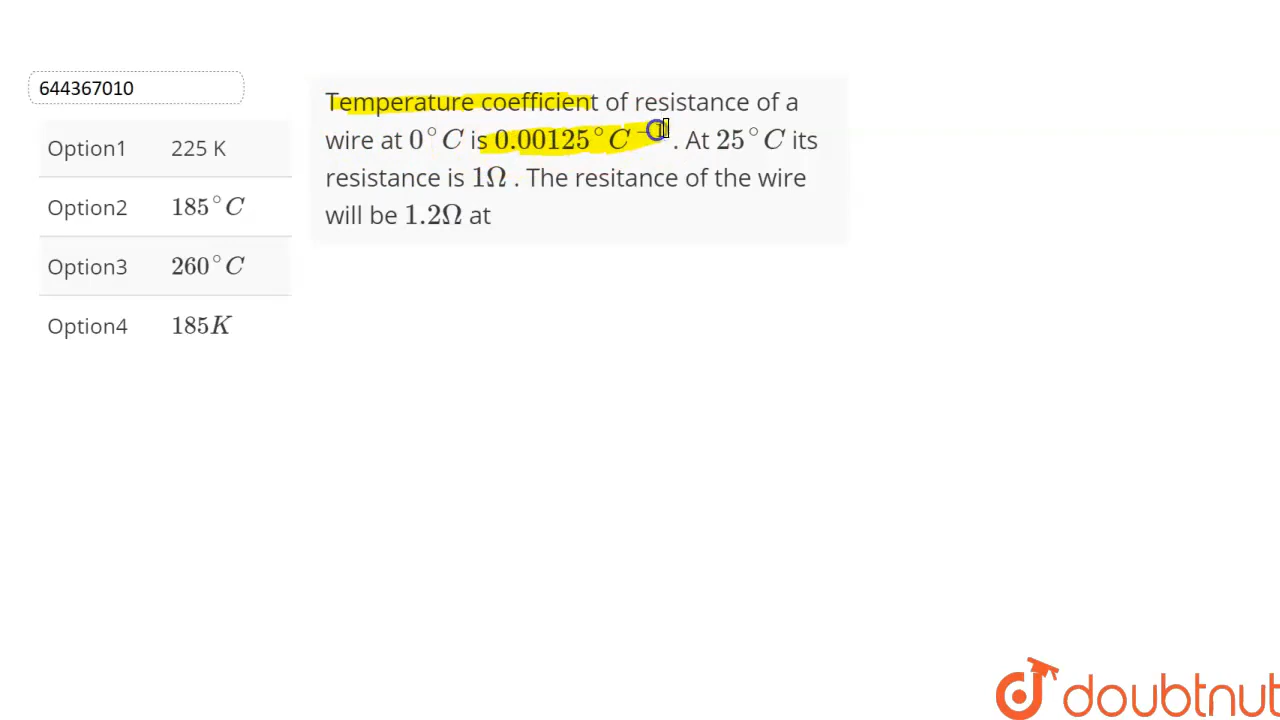 644367010
Option1 225 K
Option2 185°C
Option3 260°C
Option4 185K
Temperature coefficient of resistance of a
wire at 0°C is 0.00125°C⁻¹. At 25°C its
resistance is 1Ω . The resitance of the wire
will be 1.2Ω at
doubtnut